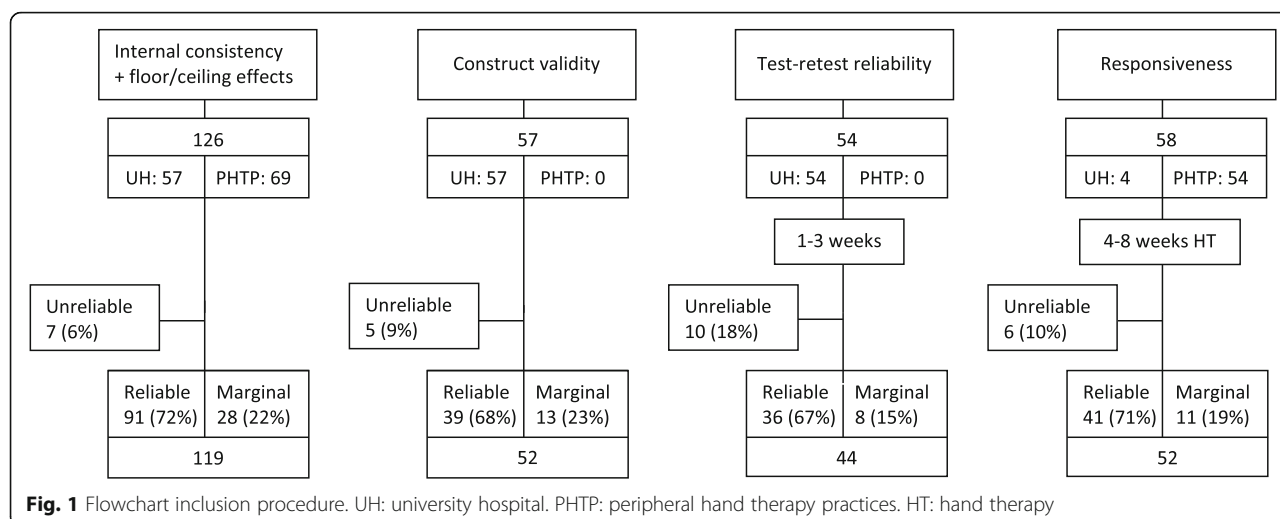 Internal consistency
+ floor/ceiling effects
126
UH: 57 PHTP: 69
Unreliable
7 (6%)
Reliable Marginal
91 (72%) 28 (22%)
119
Construct validity
57
UH: 57 PHTP: 0
Unreliable
5 (9%)
Reliable Marginal
39 (68%) 13 (23%)
52
Test-retest reliability
54
UH: 54 PHTP: 0
1-3 weeks
Unreliable
10 (18%)
Reliable Marginal
36 (67%) 8 (15%)
44
Responsiveness
58
UH: 4 PHTP: 54
4-8 weeks HT
Unreliable
6 (10%)
Reliable Marginal
41 (71%) 11 (19%)
52
Fig. 1 Flowchart inclusion procedure. UH: university hospital. PHTP: peripheral hand therapy practices. HT: hand therapy